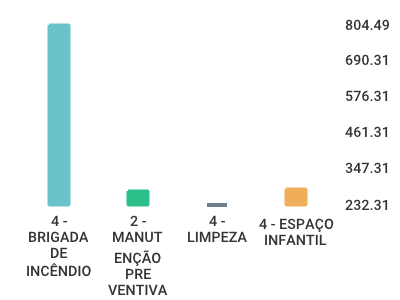 804.49
690.31
576.31
461.31
347.31
232.31
4 -
BRIGADA
DE
INCÊNDIO
2 -
MANUT
ENÇÃO
PRE
VENTIVA
4 -
LIMPEZA
4 - ESPAÇO
INFANTIL